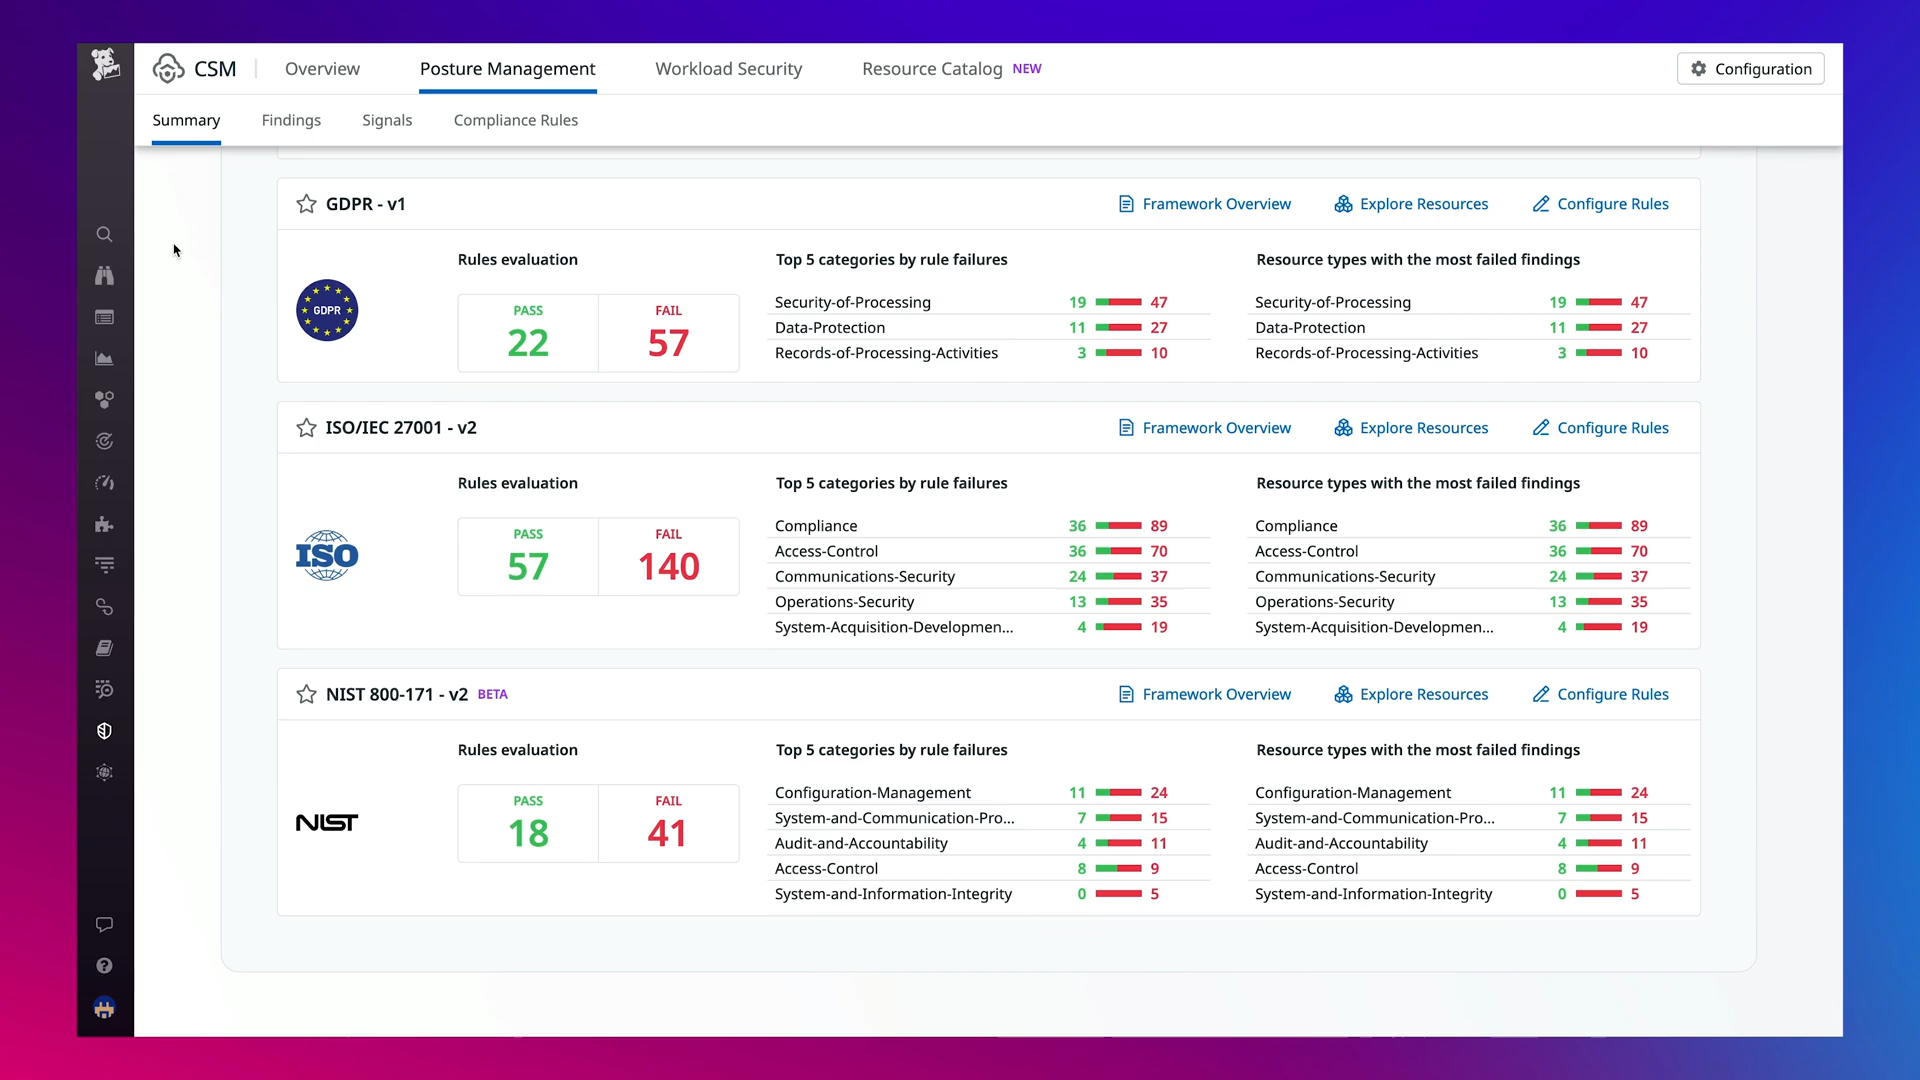 CSM Overview Posture Management Workload Security Resource Catalog NEW Configuration
Summary Findings Signals Compliance Rules
GDPR - v1 Framework Overview Explore Resources Configure Rules
Rules evaluation Top 5 categories by rule failures Resource types with the most failed findings
GDPR
PASS FAIL
22 57
Security-of-Processing 19 47 Security-of-Processing 19 47
Data-Protection 11 27 Data-Protection 11 27
Records-of-Processing-Activities 3 10 Records-of-Processing-Activities 3 10
ISO/IEC 27001 - v2 Framework Overview Explore Resources Configure Rules
Rules evaluation Top 5 categories by rule failures Resource types with the most failed findings
ISO
PASS FAIL
57 140
Compliance 36 89 Compliance 36 89
Access-Control 36 70 Access-Control 36 70
Communications-Security 24 37 Communications-Security 24 37
Operations-Security 13 35 Operations-Security 13 35
System-Acquisition-Developmen... 4 19 System-Acquisition-Developmen... 4 19
NIST 800-171 - v2 BETA Framework Overview Explore Resources Configure Rules
Rules evaluation Top 5 categories by rule failures Resource types with the most failed findings
NIST
PASS FAIL
18 41
Configuration-Management 11 24 Configuration-Management 11 24
System-and-Communication-Pro... 7 15 System-and-Communication-Pro... 7 15
Audit-and-Accountability 4 11 Audit-and-Accountability 4 11
Access-Control 8 9 Access-Control 8 9
System-and-Information-Integrity 0 5 System-and-Information-Integrity 0 5